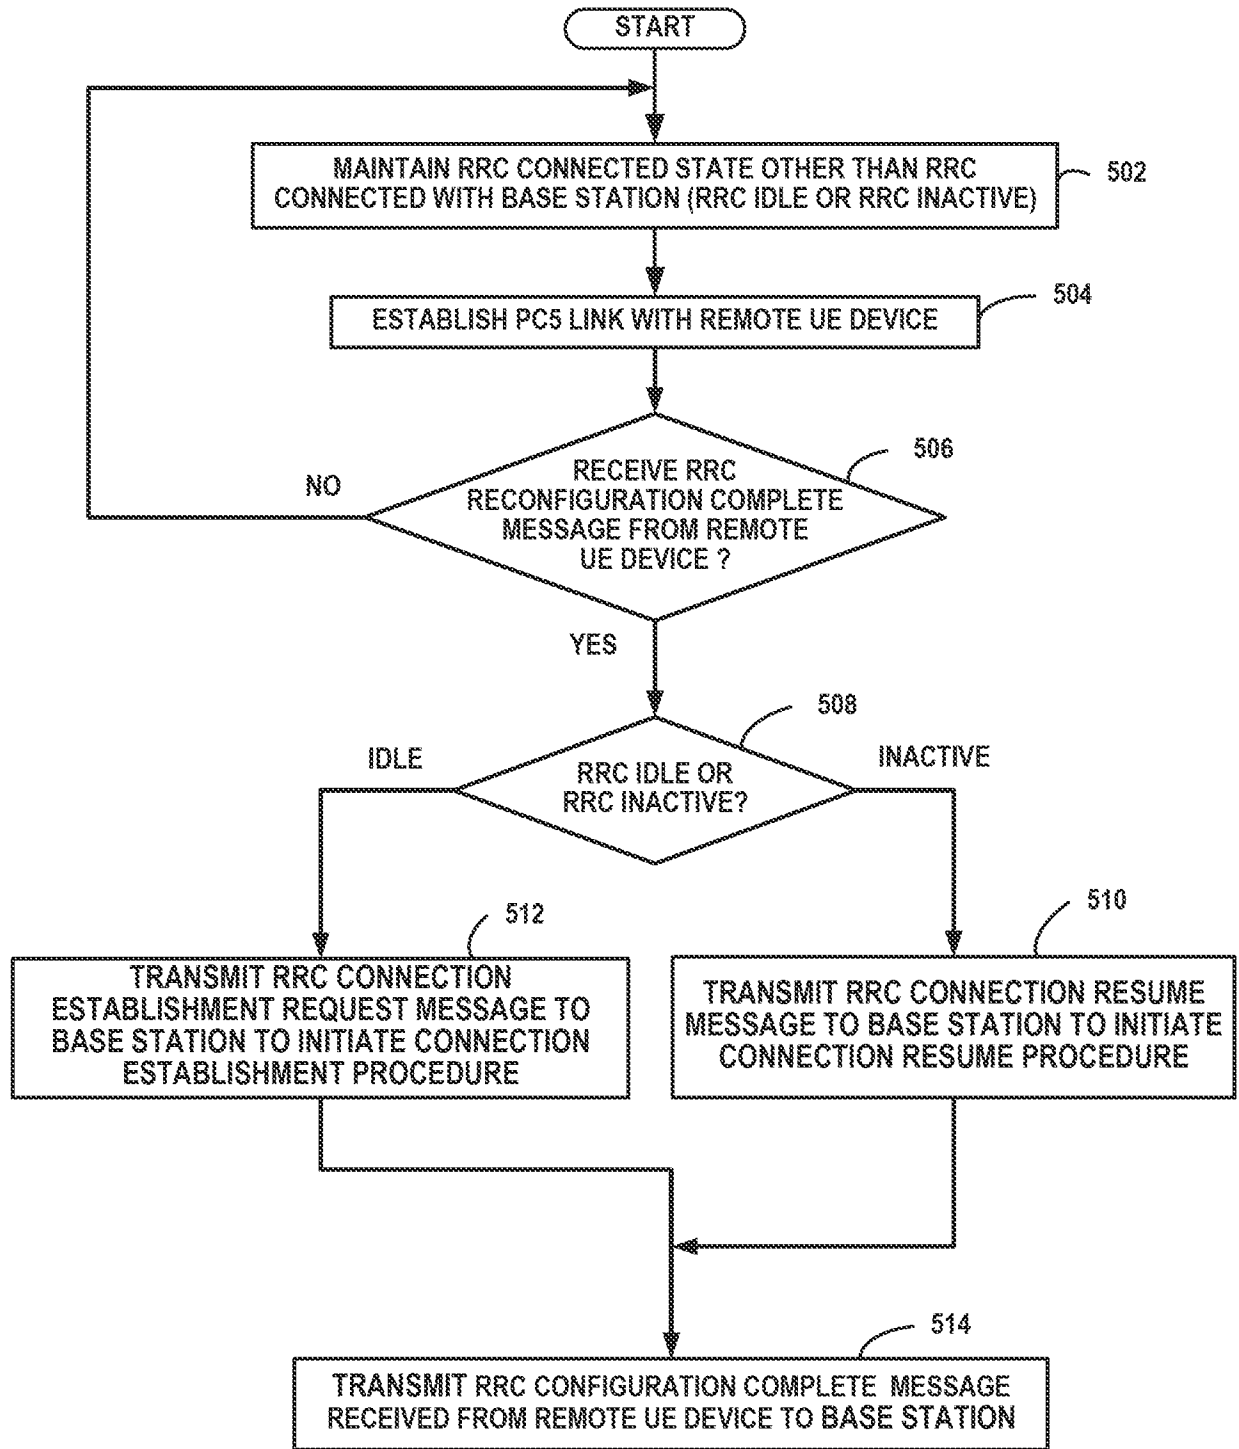 START
MAINTAIN RRC CONNECTED STATE OTHER THAN RRC
CONNECTED WITH BASE STATION (RRC IDLE OR RRC INACTIVE)
502
504
ESTABLISH PC5 LINK WITH REMOTE UE DEVICE
506
RECEIVE RRC
RECONFIGURATION COMPLETE
MESSAGE FROM REMOTE
UE DEVICE ?
NO
YES
508
IDLE
INACTIVE
RRC IDLE OR
RRC INACTIVE?
512
TRANSMIT RRC CONNECTION
ESTABLISHMENT REQUEST MESSAGE TO
BASE STATION TO INITIATE CONNECTION
ESTABLISHMENT PROCEDURE
510
TRANSMIT RRC CONNECTION RESUME
MESSAGE TO BASE STATION TO INITIATE
CONNECTION RESUME PROCEDURE
514
TRANSMIT RRC CONFIGURATION COMPLETE MESSAGE
RECEIVED FROM REMOTE UE DEVICE TO BASE STATION